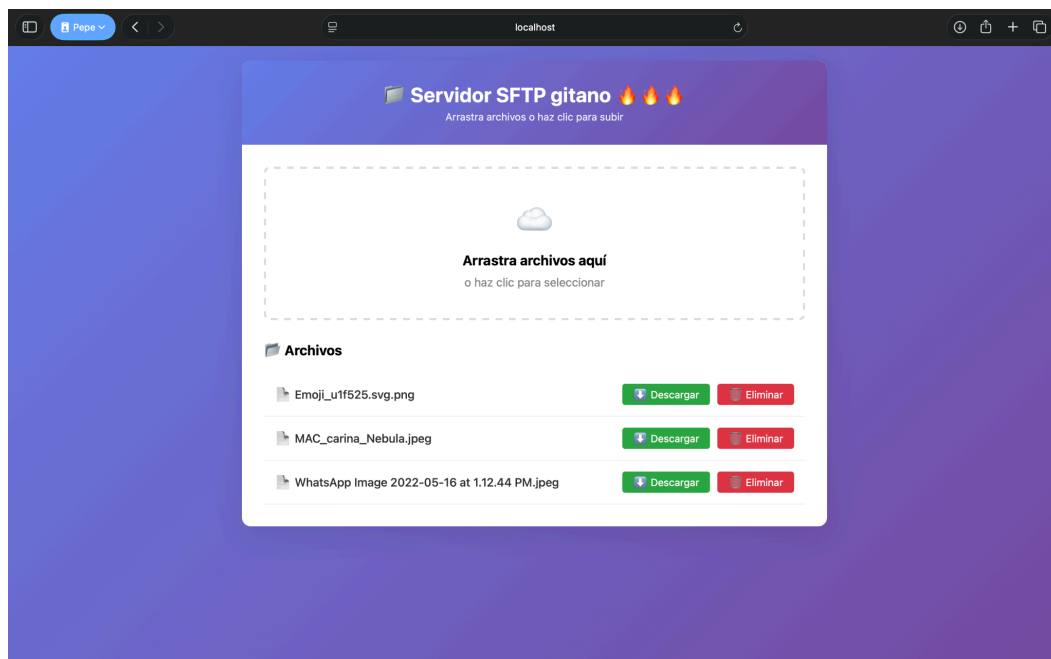 Pepe
localhost
📁 Servidor SFTP gitano 🔥🔥🔥
Arrastra archivos o haz clic para subir
Arrastra archivos aquí
o haz clic para seleccionar
📁 Archivos
Emoji_u1f525.svg.png
⬇️ Descargar
🗑️ Eliminar
MAC_carina_Nebula.jpeg
⬇️ Descargar
🗑️ Eliminar
WhatsApp Image 2022-05-16 at 1.12.44 PM.jpeg
⬇️ Descargar
🗑️ Eliminar